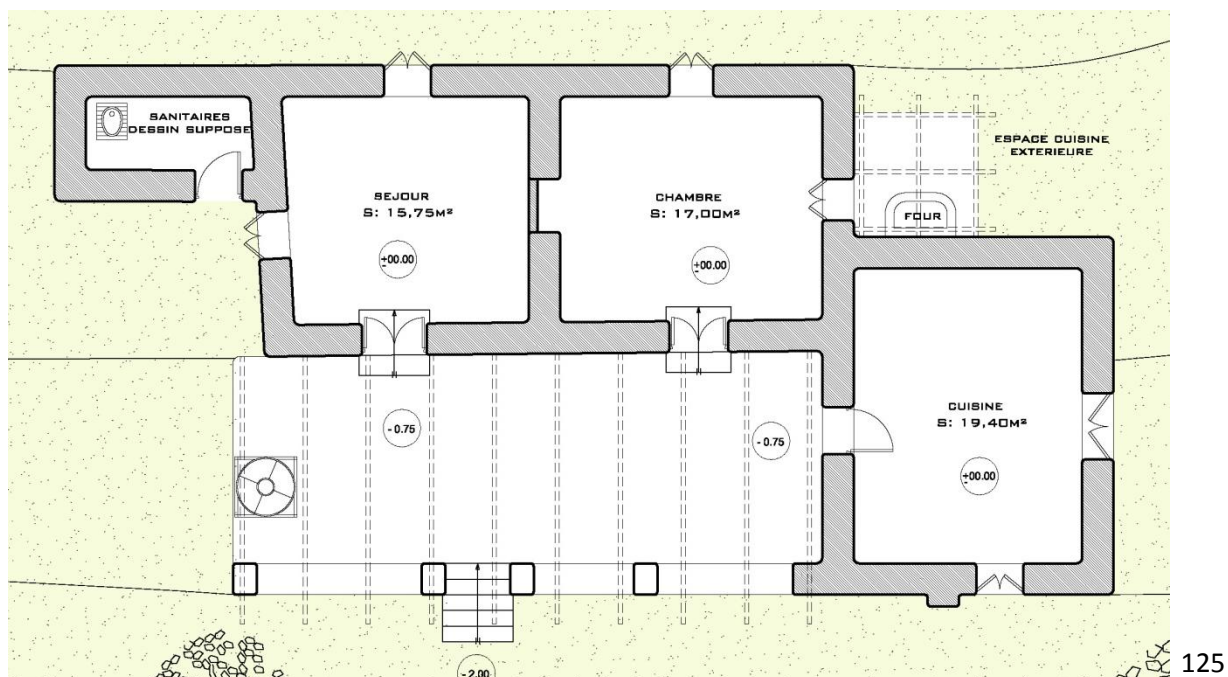 SANITAIRES
DESSIN SUPPOSE
ESPACE CUISINE
EXTERIEURE
SEJOUR
S: 15,75M²
CHAMBRE
S: 17,00M²
FOUR
±00.00
±00.00
CUISINE
S: 19,40M²
- 0.75
- 0.75
±00.00
125
- 2.00